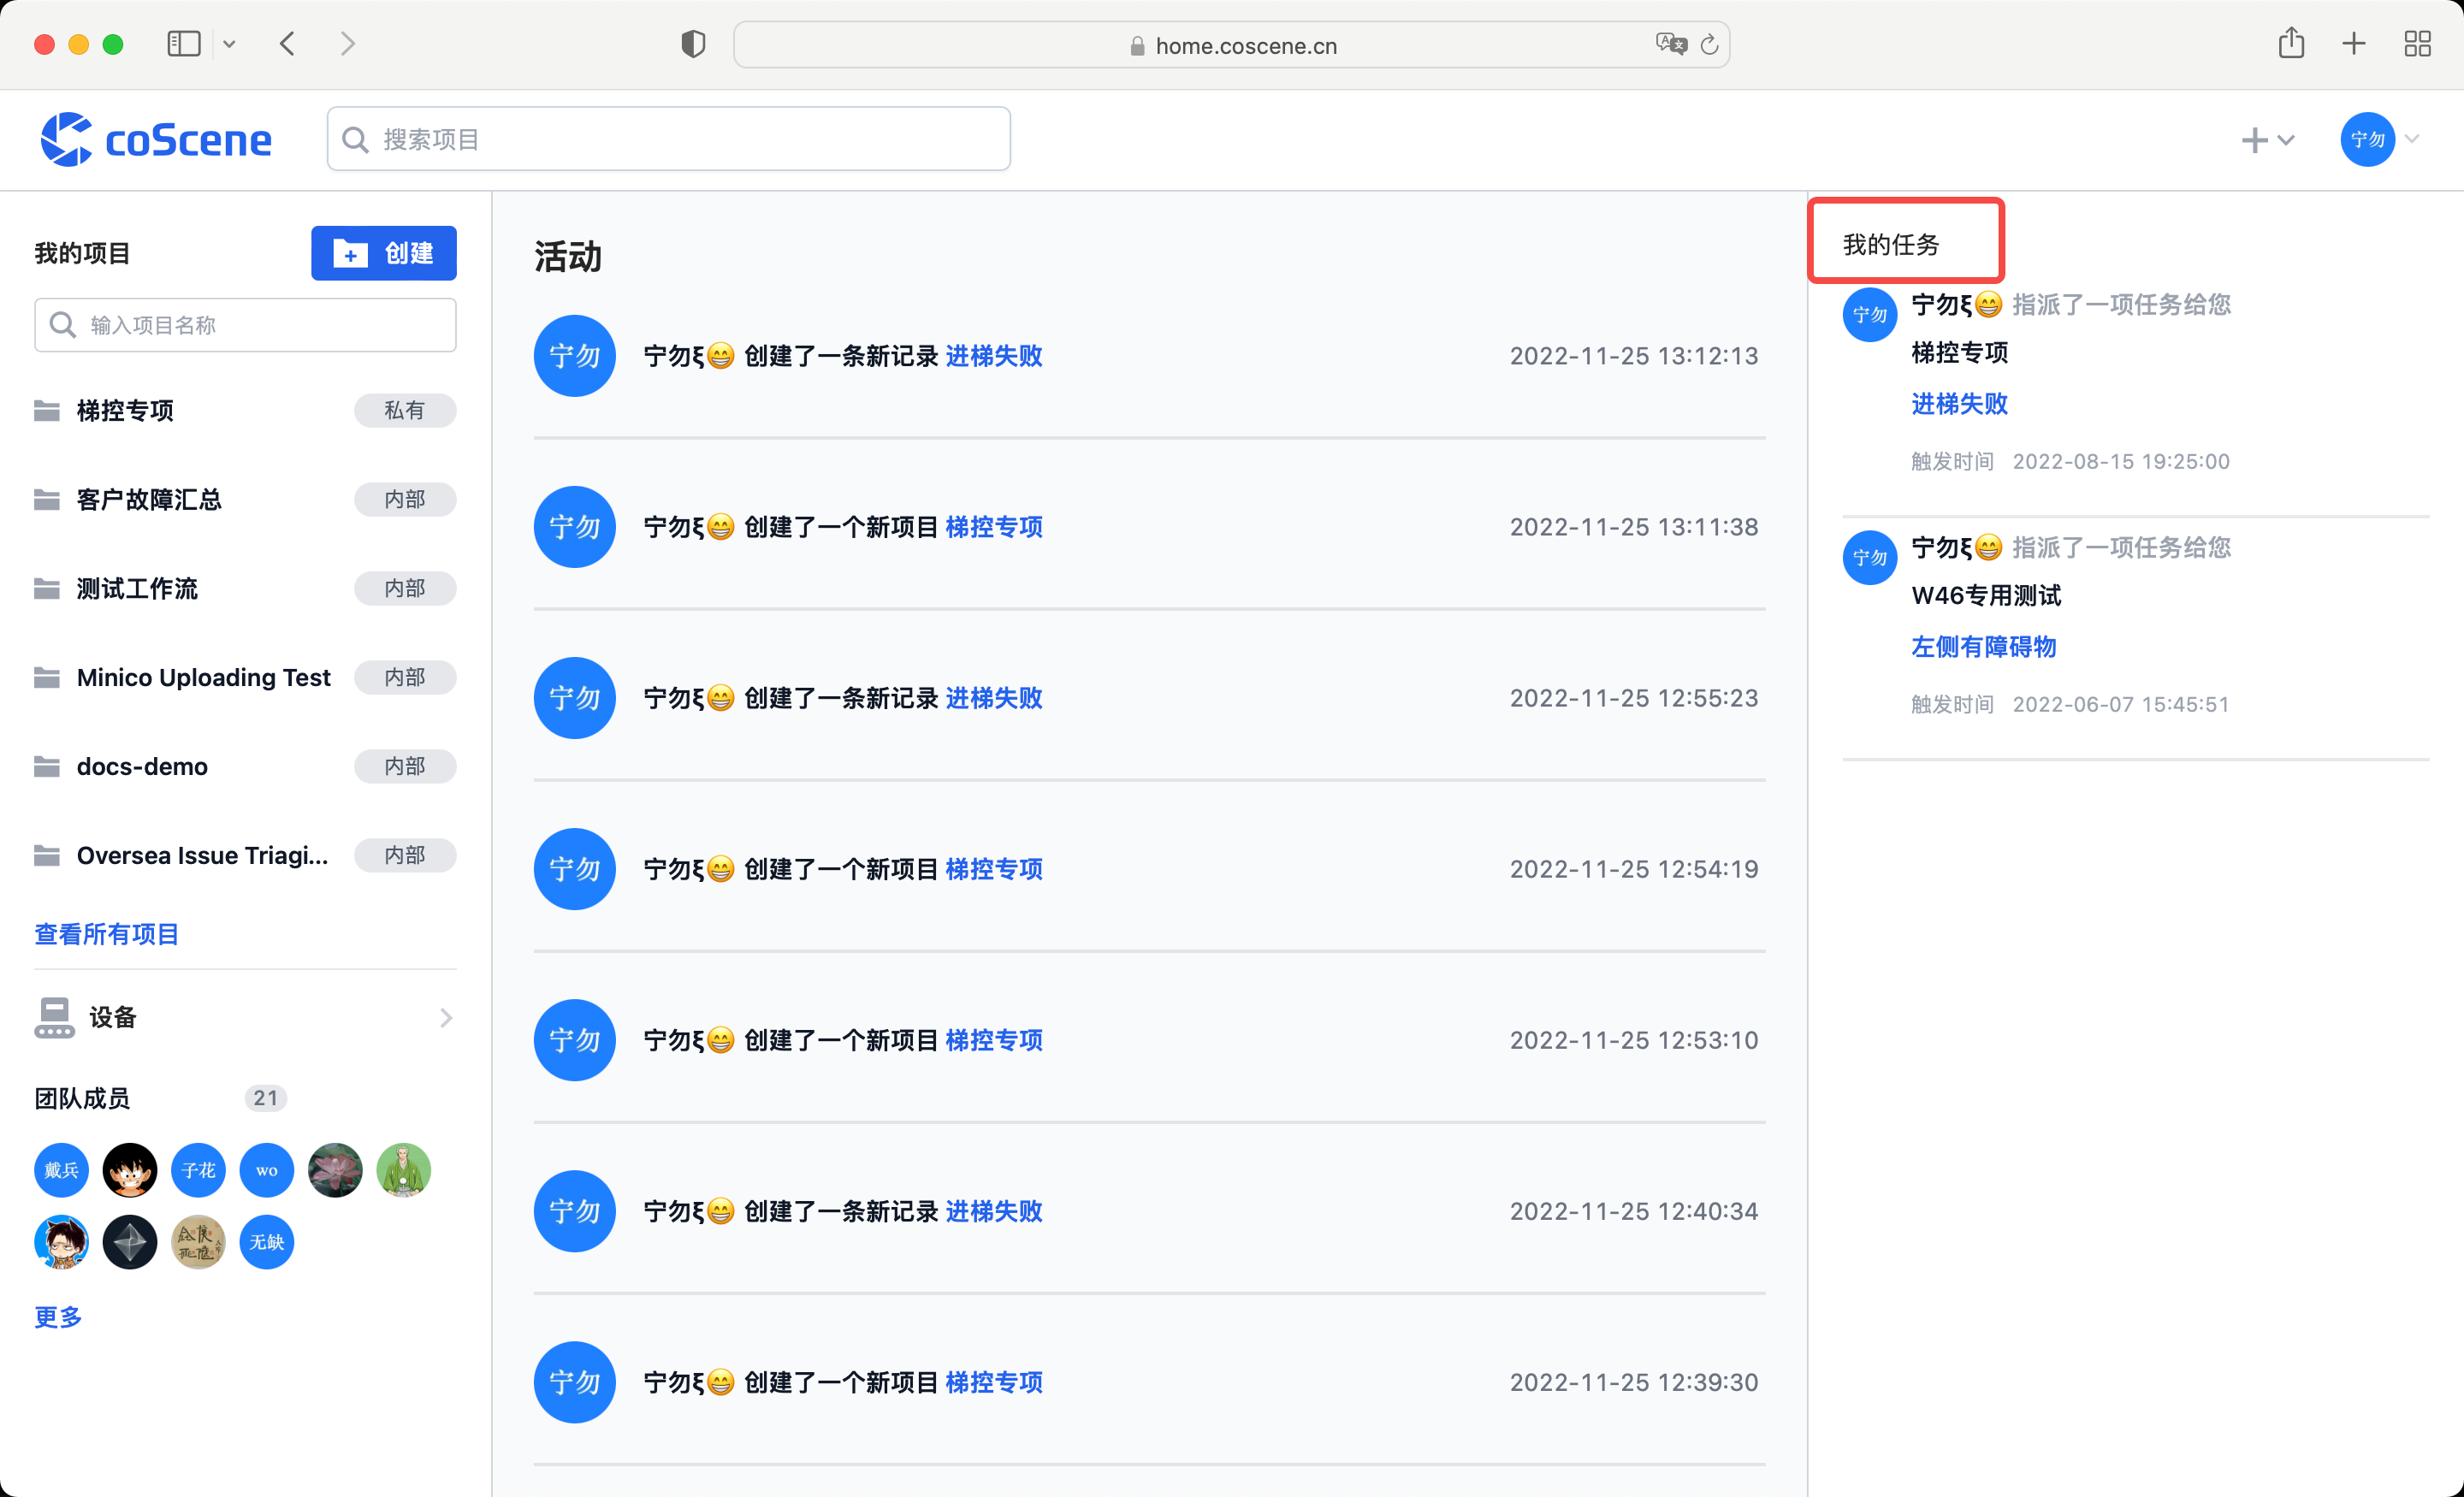 home.coscene.cn
coScene
搜索项目
宁勿
我的项目
创建
输入项目名称
梯控专项 私有
客户故障汇总 内部
测试工作流 内部
Minico Uploading Test 内部
docs-demo 内部
Oversea Issue Triagi... 内部
查看所有项目
设备
团队成员 21
戴兵
子花
wo
无缺
更多
活动
宁勿 宁勿ξ😁 创建了一条新记录 进梯失败 2022-11-25 13:12:13
宁勿 宁勿ξ😁 创建了一个新项目 梯控专项 2022-11-25 13:11:38
宁勿 宁勿ξ😁 创建了一条新记录 进梯失败 2022-11-25 12:55:23
宁勿 宁勿ξ😁 创建了一个新项目 梯控专项 2022-11-25 12:54:19
宁勿 宁勿ξ😁 创建了一个新项目 梯控专项 2022-11-25 12:53:10
宁勿 宁勿ξ😁 创建了一条新记录 进梯失败 2022-11-25 12:40:34
宁勿 宁勿ξ😁 创建了一个新项目 梯控专项 2022-11-25 12:39:30
我的任务
宁勿 宁勿ξ😁 指派了一项任务给您
梯控专项
进梯失败
触发时间 2022-08-15 19:25:00
宁勿 宁勿ξ😁 指派了一项任务给您
W46专用测试
左侧有障碍物
触发时间 2022-06-07 15:45:51